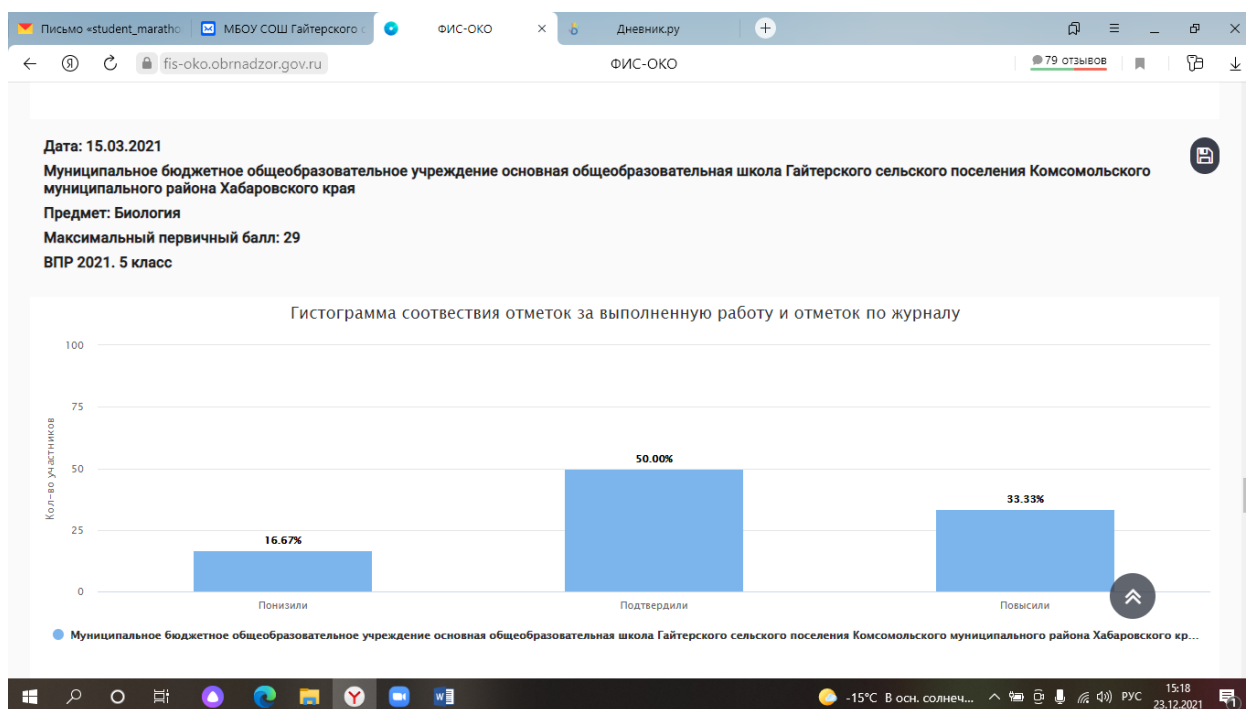 Письмо «student_maratho
МБОУ СОШ Гайтерского с
ФИС-ОКО
Дневник.ру
fis-oko.obrnadzor.gov.ru
ФИС-ОКО
79 отзывов
Дата: 15.03.2021
Муниципальное бюджетное общеобразовательное учреждение основная общеобразовательная школа Гайтерского сельского поселения Комсомольского
муниципального района Хабаровского края
Предмет: Биология
Максимальный первичный балл: 29
ВПР 2021. 5 класс
Гистограмма соотвествия отметок за выполненную работу и отметок по журналу
Кол-во участников
100
75
50
25
0
16.67%
50.00%
33.33%
Понизили
Подтвердили
Повысили
Муниципальное бюджетное общеобразовательное учреждение основная общеобразовательная школа Гайтерского сельского поселения Комсомольского муниципального района Хабаровского кр...
-15°C В осн. солнеч...
РУС
15:18
23.12.2021
1